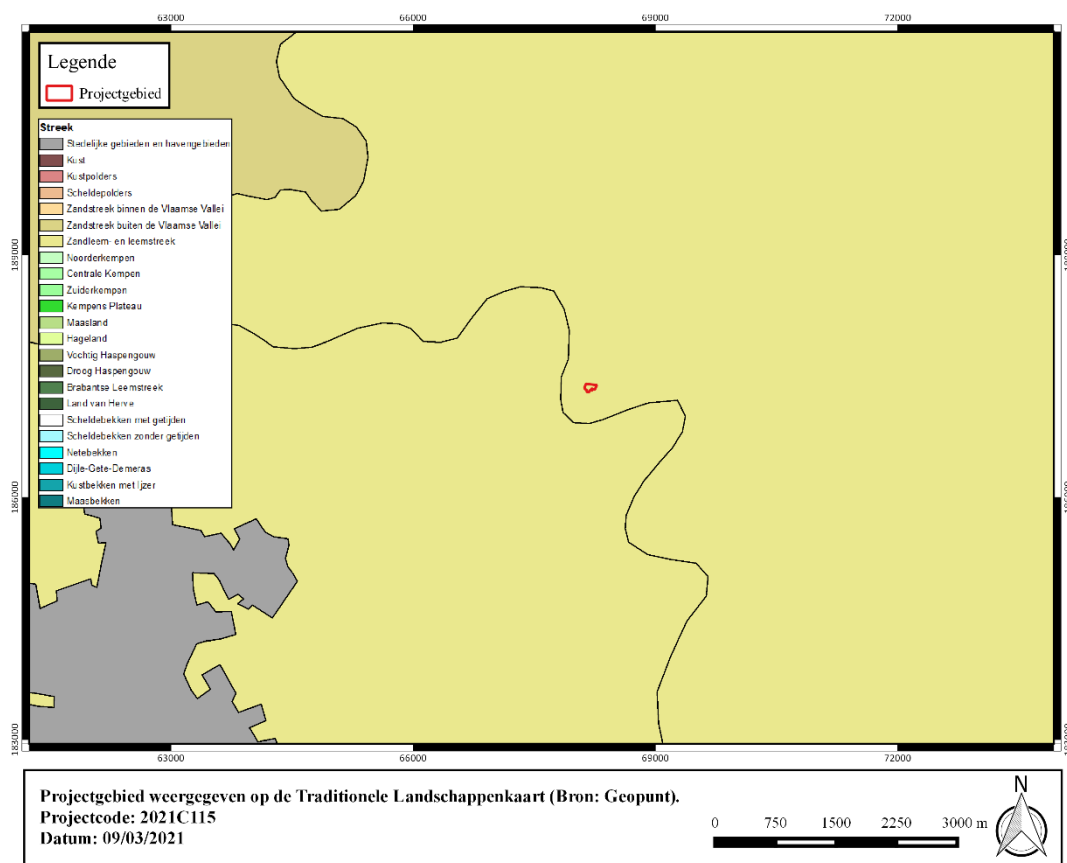 63000 66000 69000 72000
Legende
Projectgebied
Streek
Stedelijke gebieden en havengebieden
Kust
Kustpolders
Scheldepolders
Zandstreek binnen de Vlaamse Vallei
Zandstreek buiten de Vlaamse Vallei
Zandleem- en leemstreek
Noorderkempen
Centrale Kempen
Zuiderkempen
Kempens Plateau
Maasland
Hageland
Vochtig Haspengouw
Droog Haspengouw
Brabantse Leemstreek
Land van Herve
Scheldebekken met getijden
Scheldebekken zonder getijden
Netebekken
Dijle-Gete-Demeras
Kustbekken met Ijzer
Maasbekken
189000 189000
186000 186000
183000 183000
63000 66000 69000 72000
Projectgebied weergegeven op de Traditionele Landschappenkaart (Bron: Geopunt).
Projectcode: 2021C115
Datum: 09/03/2021
0 750 1500 2250 3000 m
N